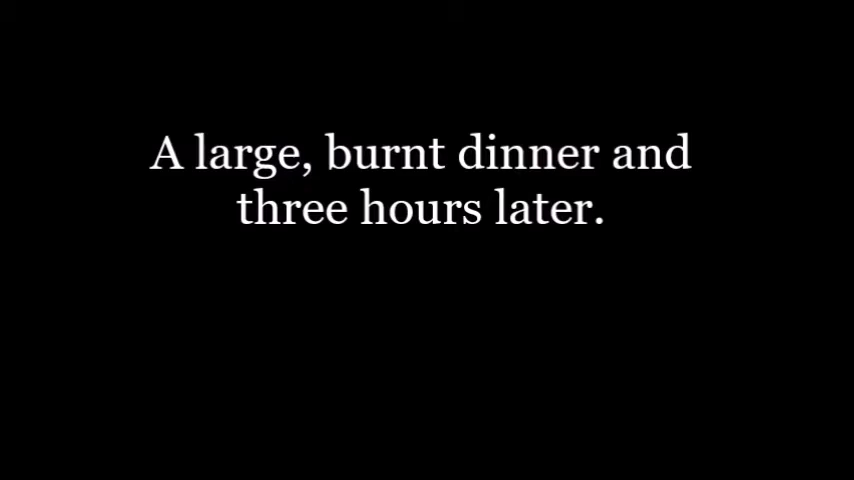 A large, burnt dinner and
three hours later.